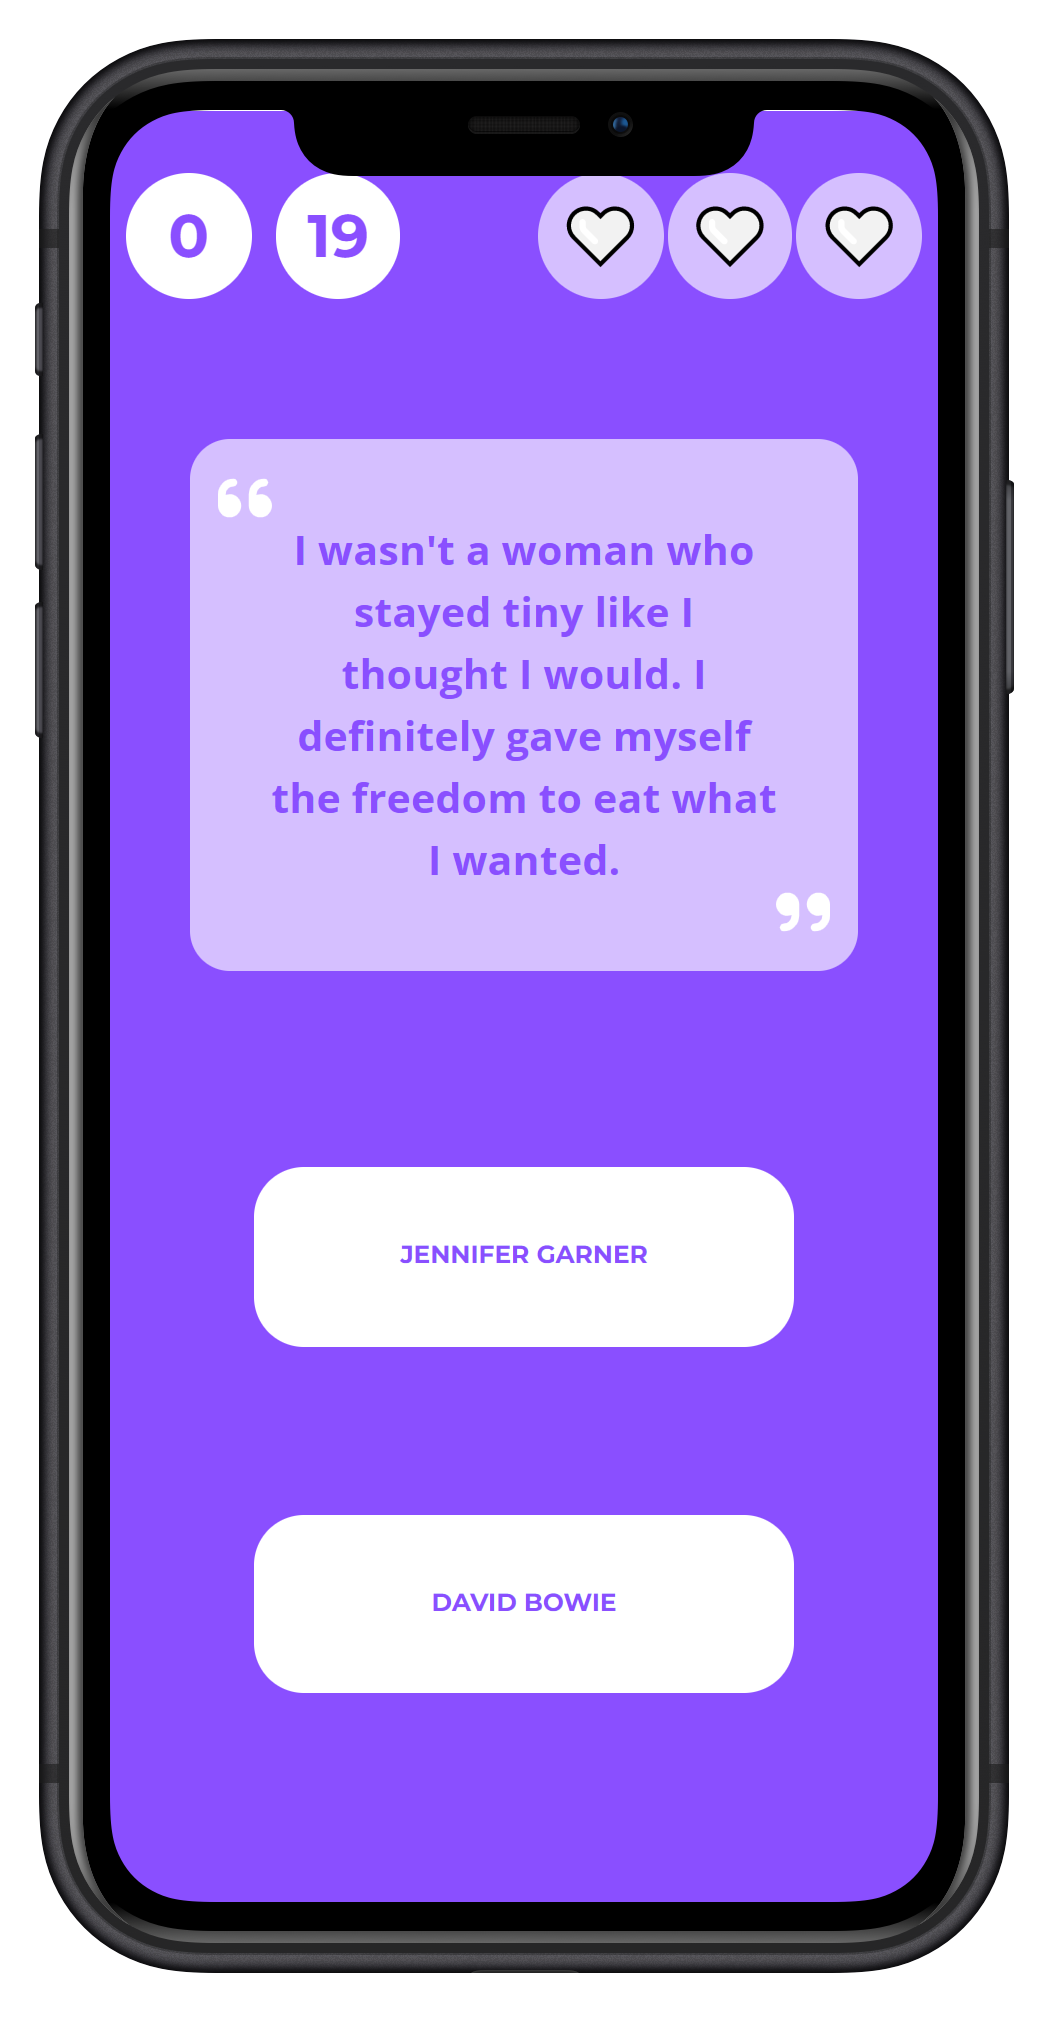 0 19
“
I wasn't a woman who
stayed tiny like I
thought I would. I
definitely gave myself
the freedom to eat what
I wanted.
”
JENNIFER GARNER
DAVID BOWIE